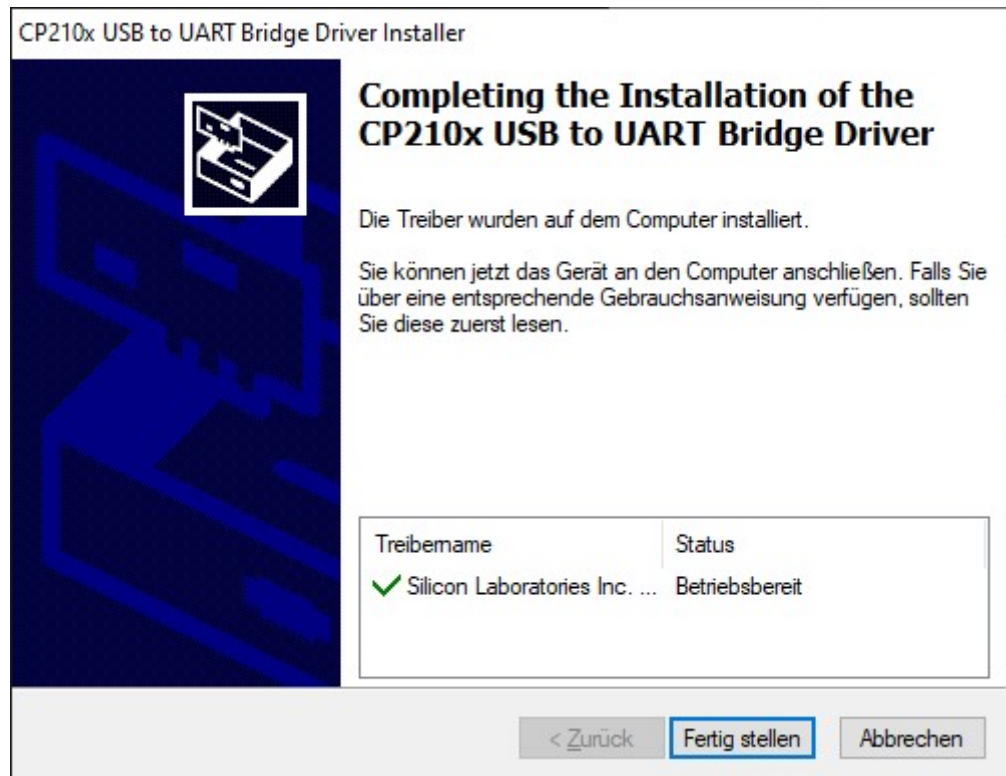 CP210x USB to UART Bridge Driver Installer
Completing the Installation of the
CP210x USB to UART Bridge Driver
Die Treiber wurden auf dem Computer installiert.
Sie können jetzt das Gerät an den Computer anschließen. Falls Sie
über eine entsprechende Gebrauchsanweisung verfügen, sollten
Sie diese zuerst lesen.
Treibername Status
Silicon Laboratories Inc. ... Betriebsbereit
< Zurück Fertig stellen Abbrechen